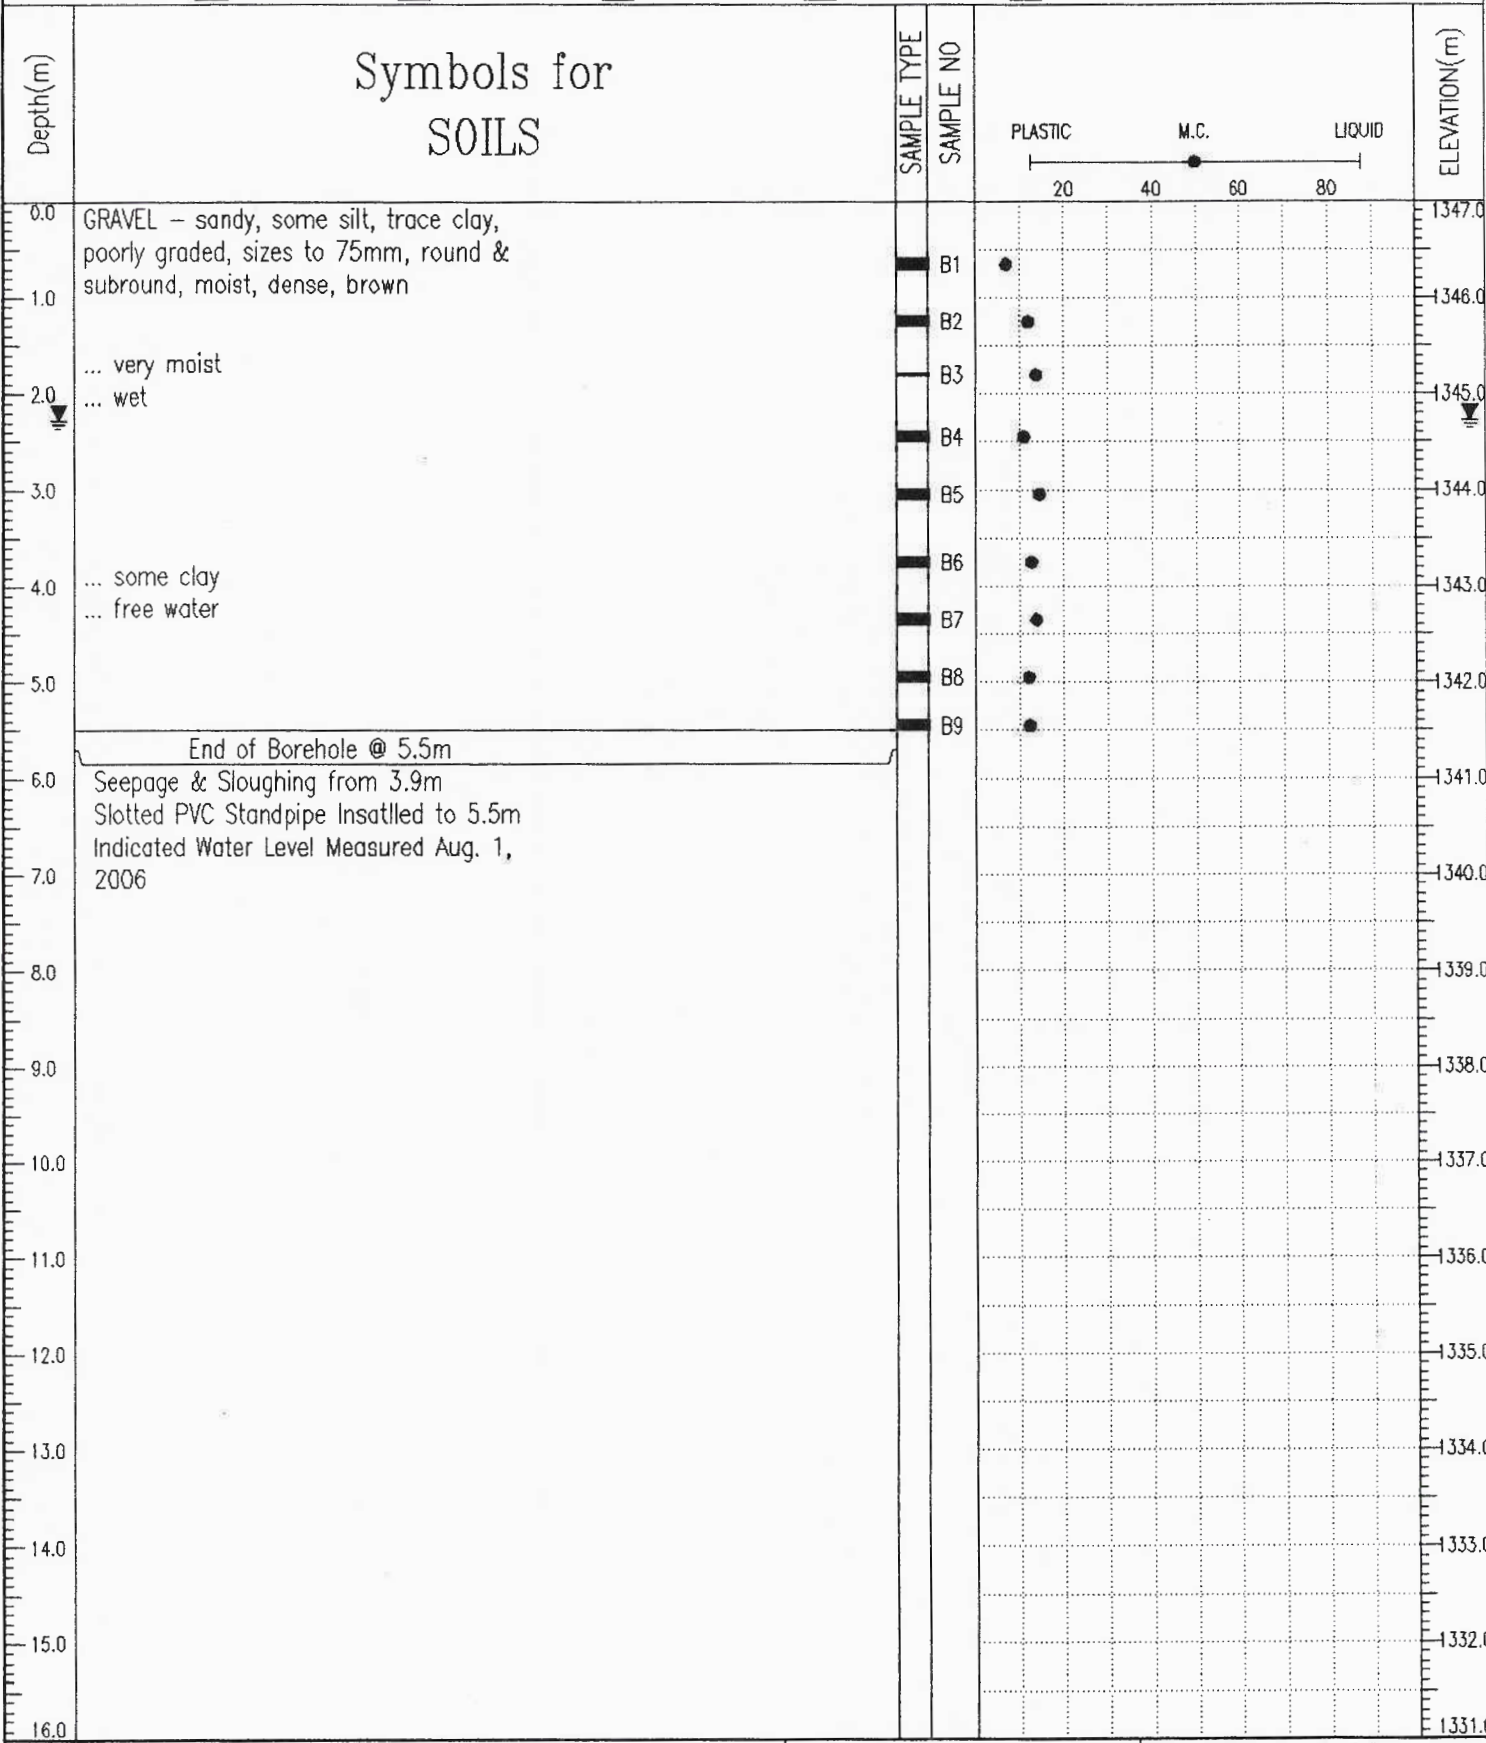 Depth(m)
Symbols for
SOILS
SAMPLE TYPE
SAMPLE NO
PLASTIC M.C. LIQUID
20 40 60 80
ELEVATION(m)
0.0
GRAVEL – sandy, some silt, trace clay,
poorly graded, sizes to 75mm, round &
subround, moist, dense, brown
1347.0
B1
1.0
1346.0
B2
... very moist
B3
2.0
... wet
1345.0
B4
3.0
B5
1344.0
B6
... some clay
4.0
1343.0
... free water
B7
5.0
B8
1342.0
B9
End of Borehole @ 5.5m
6.0
Seepage & Sloughing from 3.9m
1341.0
Slotted PVC Standpipe Insatlled to 5.5m
Indicated Water Level Measured Aug. 1,
2006
7.0
1340.0
8.0
1339.0
9.0
1338.0
10.0
1337.0
11.0
1336.0
12.0
1335.0
13.0
1334.0
14.0
1333.0
15.0
1332.0
16.0
1331.0